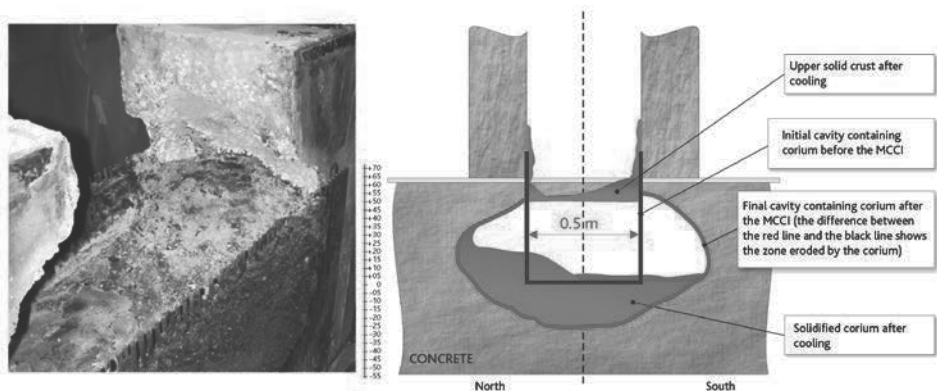 Upper solid crust after
cooling
Initial cavity containing
corium before the MCCI
Final cavity containing corium after
the MCCI (the difference between
the red line and the black line shows
the zone eroded by the corium)
Solidified corium after
cooling
0.5 m
+70
+65
+60
+55
+50
+45
+40
+35
+30
+25
+20
+15
+10
+5
0
-05
-10
-15
-20
-25
-30
-35
-40
-45
-50
-55
CONCRETE
North
South